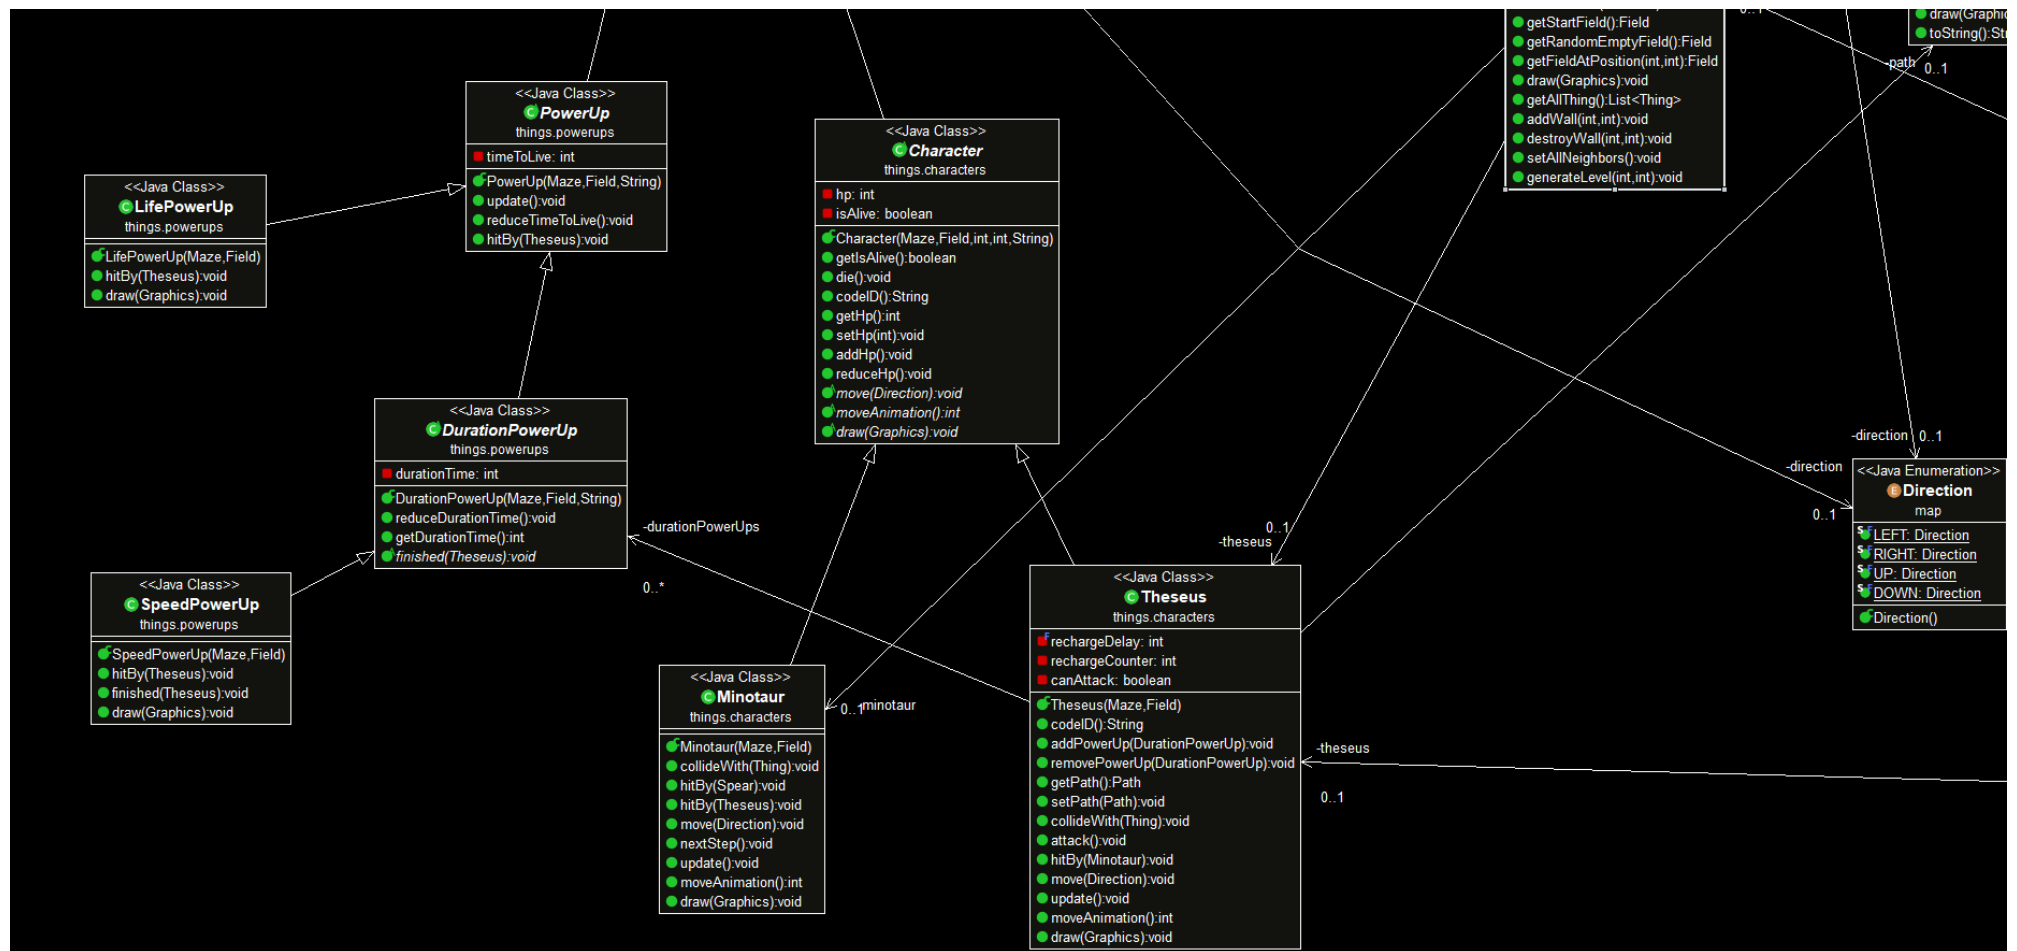 <<Java Class>>
PowerUp
things.powerups
timeToLive: int
PowerUp(Maze,Field,String)
update():void
reduceTimeToLive():void
hitBy(Theseus):void
<<Java Class>>
LifePowerUp
things.powerups
LifePowerUp(Maze,Field)
hitBy(Theseus):void
draw(Graphics):void
<<Java Class>>
DurationPowerUp
things.powerups
durationTime: int
DurationPowerUp(Maze,Field,String)
reduceDurationTime():void
getDurationTime():int
finished(Theseus):void
<<Java Class>>
SpeedPowerUp
things.powerups
SpeedPowerUp(Maze,Field)
hitBy(Theseus):void
finished(Theseus):void
draw(Graphics):void
-durationPowerUps
0..*
<<Java Class>>
Character
things.characters
hp: int
isAlive: boolean
Character(Maze,Field,int,int,String)
getIsAlive():boolean
die():void
codeID():String
getHp():int
setHp(int):void
addHp():void
reduceHp():void
move(Direction):void
moveAnimation():int
draw(Graphics):void
<<Java Class>>
Minotaur
things.characters
Minotaur(Maze,Field)
collideWith(Thing):void
hitBy(Spear):void
hitBy(Theseus):void
move(Direction):void
nextStep():void
update():void
moveAnimation():int
draw(Graphics):void
0..1
minotaur
0..1
-theseus
<<Java Class>>
Theseus
things.characters
rechargeDelay: int
rechargeCounter: int
canAttack: boolean
Theseus(Maze,Field)
codeID():String
addPowerUp(DurationPowerUp):void
removePowerUp(DurationPowerUp):void
getPath():Path
setPath(Path):void
collideWith(Thing):void
attack():void
hitBy(Minotaur):void
move(Direction):void
update():void
moveAnimation():int
draw(Graphics):void
-theseus
0..1
getStartField():Field
getRandomEmptyField():Field
getFieldAtPosition(int,int):Field
draw(Graphics):void
getAllThing():List<Thing>
addWall(int,int):void
destroyWall(int,int):void
setAllNeighbors():void
generateLevel(int,int):void
0..1
draw(Graphic
toString():Str
-path
0..1
-direction
0..1
-direction
0..1
<<Java Enumeration>>
Direction
map
LEFT: Direction
RIGHT: Direction
UP: Direction
DOWN: Direction
Direction()